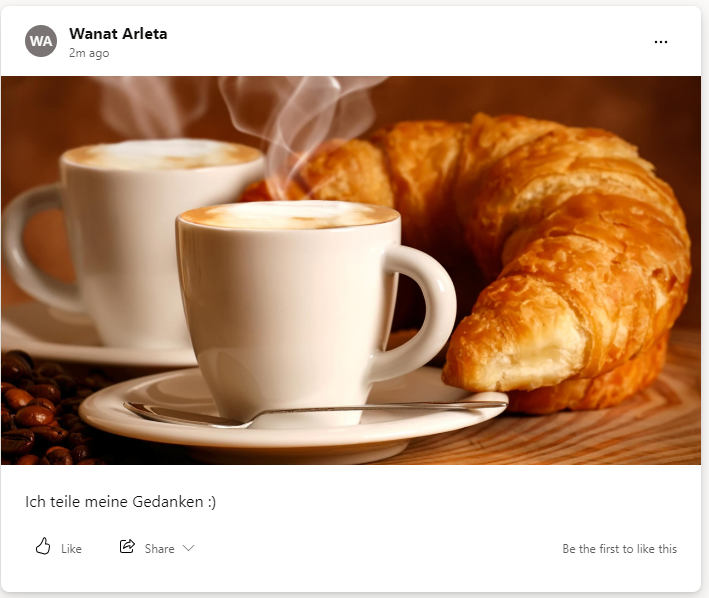 WA
Wanat Arleta
2m ago
Ich teile meine Gedanken :)
Like
Share
Be the first to like this